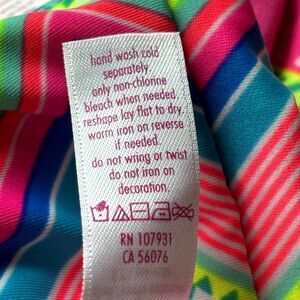 hand wash cold
separately
only non-chlorine
bleach when needed
reshape lay flat to dry
warm iron on reverse
if needed.
do not wring or twist
do not iron on
decoration.
RN 107931
CA 56076